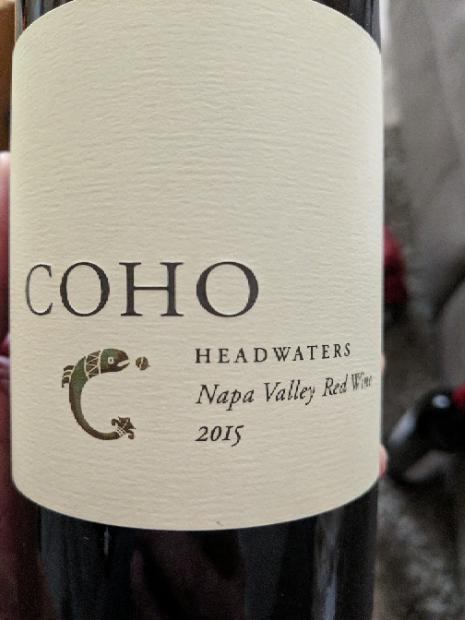 COHO
HEADWATERS
Napa Valley Red Wine
2015